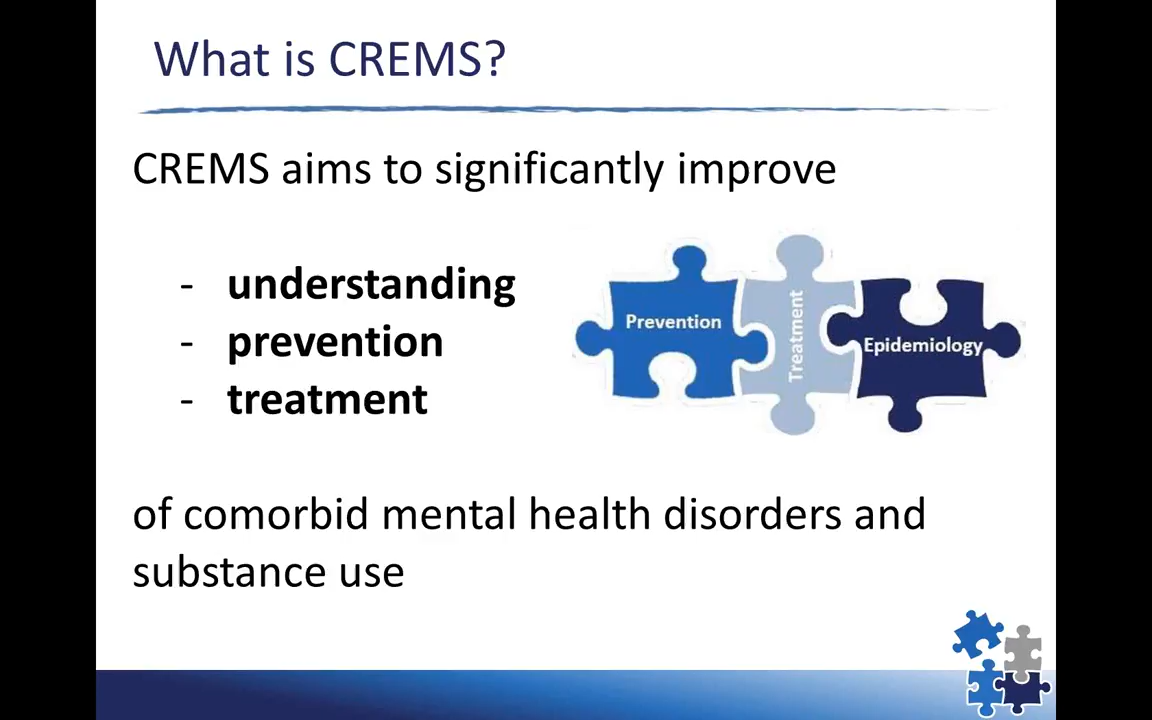 What is CREMS?
CREMS aims to significantly improve
- understanding
- prevention
- treatment
Prevention
Treatment
Epidemiology
of comorbid mental health disorders and
substance use